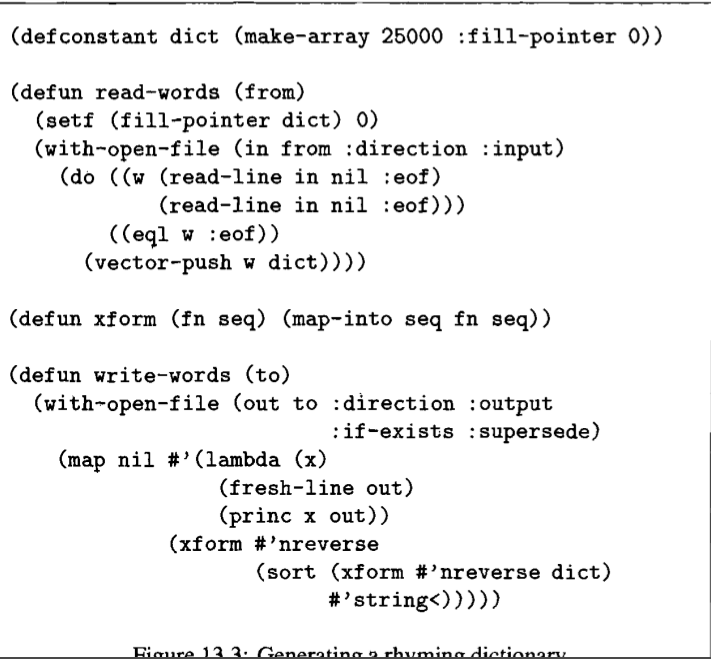 (defconstant dict (make-array 25000 :fill-pointer 0))

(defun read-words (from)
  (setf (fill-pointer dict) 0)
  (with-open-file (in from :direction :input)
    (do ((w (read-line in nil :eof)
            (read-line in nil :eof)))
        ((eql w :eof))
      (vector-push w dict))))

(defun xform (fn seq) (map-into seq fn seq))

(defun write-words (to)
  (with-open-file (out to :direction :output
                          :if-exists :supersede)
    (map nil #'(lambda (x)
                 (fresh-line out)
                 (princ x out))
             (xform #'nreverse
                    (sort (xform #'nreverse dict)
                          #'string<)))))

Figure 13.3: Generating a rhyming dictionary